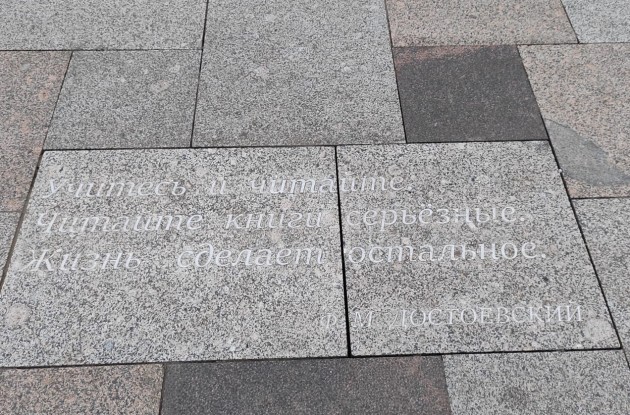 Учитесь и читайте
Читайте книги серьёзные.
Жизнь сделает остальное.
Ф.М. ДОСТОЕВСКИЙ